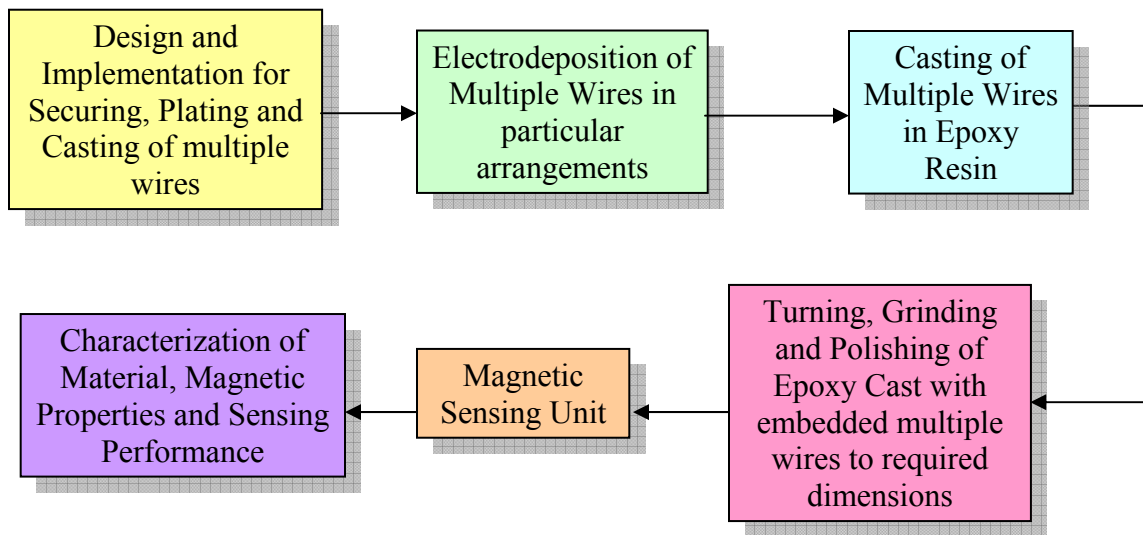 Design and
Implementation for
Securing, Plating and
Casting of multiple
wires
Electrodeposition of
Multiple Wires in
particular
arrangements
Casting of
Multiple Wires
in Epoxy
Resin
Turning, Grinding
and Polishing of
Epoxy Cast with
embedded multiple
wires to required
dimensions
Magnetic
Sensing Unit
Characterization of
Material, Magnetic
Properties and Sensing
Performance